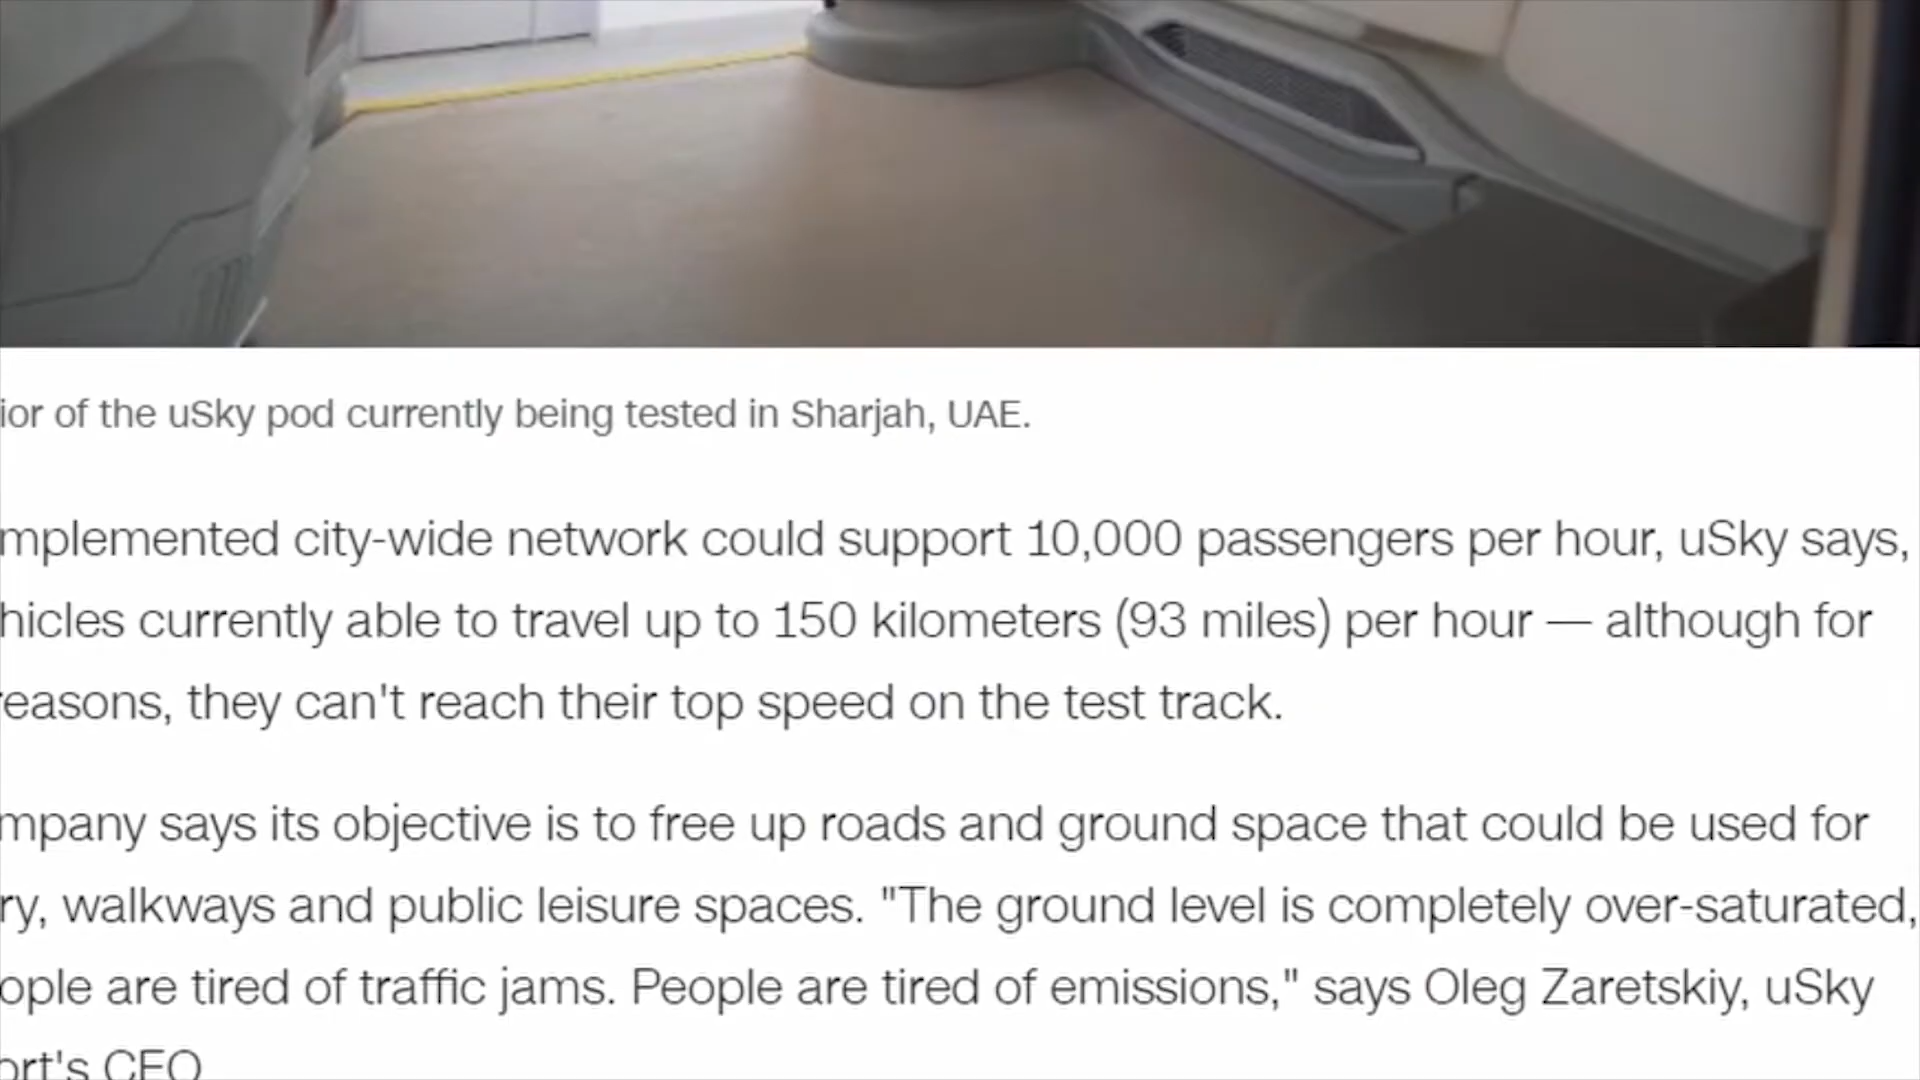 ior of the uSky pod currently being tested in Sharjah, UAE.
mplemented city-wide network could support 10,000 passengers per hour, uSky says,
hicles currently able to travel up to 150 kilometers (93 miles) per hour — although for
reasons, they can't reach their top speed on the test track.
mpany says its objective is to free up roads and ground space that could be used for
ry, walkways and public leisure spaces. "The ground level is completely over-saturated,
ople are tired of traffic jams. People are tired of emissions," says Oleg Zaretskiy, uSky
ort's CEO